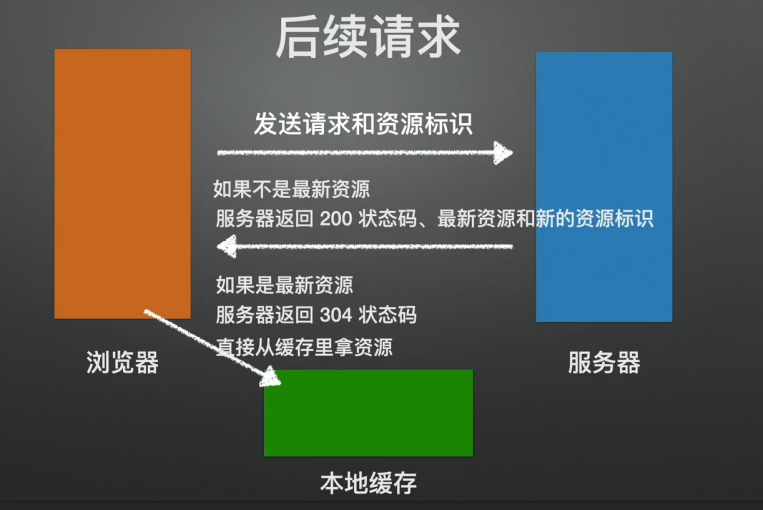 后续请求
发送请求和资源标识
如果不是最新资源
服务器返回 200 状态码、最新资源和新的资源标识
如果是最新资源
服务器返回 304 状态码
直接从缓存里拿资源
浏览器
服务器
本地缓存